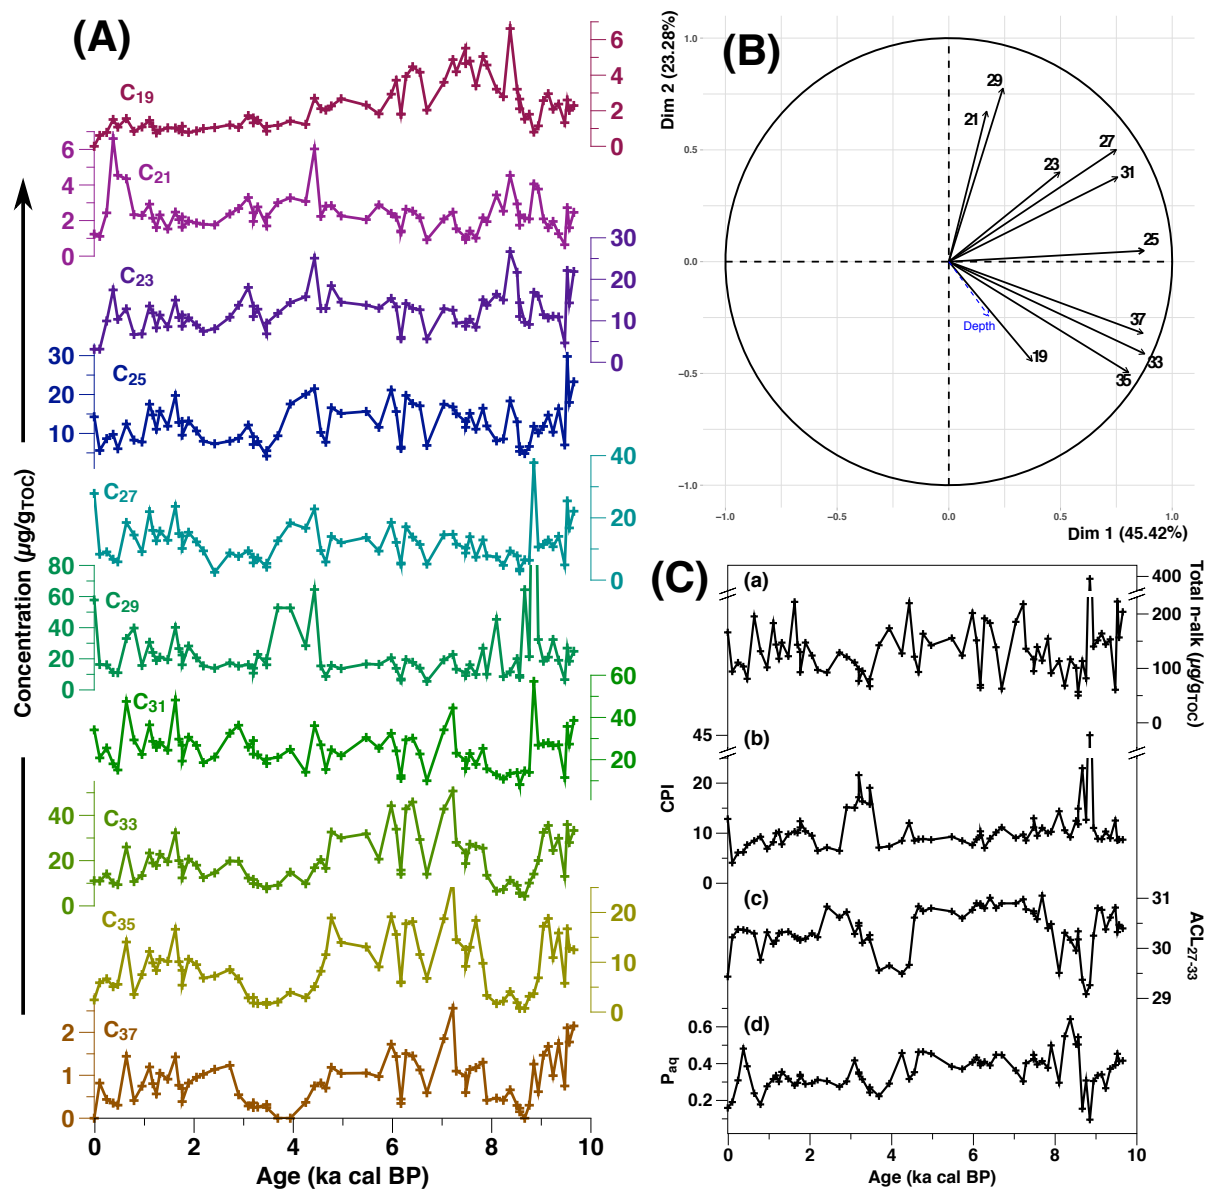 (A)
C19
6
4
2
0
C21
6
4
2
0
C23
30
20
10
0
C25
30
20
10
C27
40
20
0
C29
80
60
40
20
0
C31
60
40
20
C33
40
20
0
C35
20
10
0
C37
2
1
0
0 2 4 6 8 10
Age (ka cal BP)
Concentration (µg/gTOC)
(B)
Dim 2 (23.28%)
1.0
0.5
0.0
−0.5
−1.0
29
21
27
23
31
25
37
33
35
19
Depth
−1.0 −0.5 0.0 0.5 1.0
Dim 1 (45.42%)
(C)
(a)
400
200
100
0
Total n-alk (µg/gTOC)
(b)
45
20
10
0
CPI
(c)
31
30
29
ACL27-33
(d)
0.6
0.4
0.2
Paq
0 2 4 6 8 10
Age (ka cal BP)